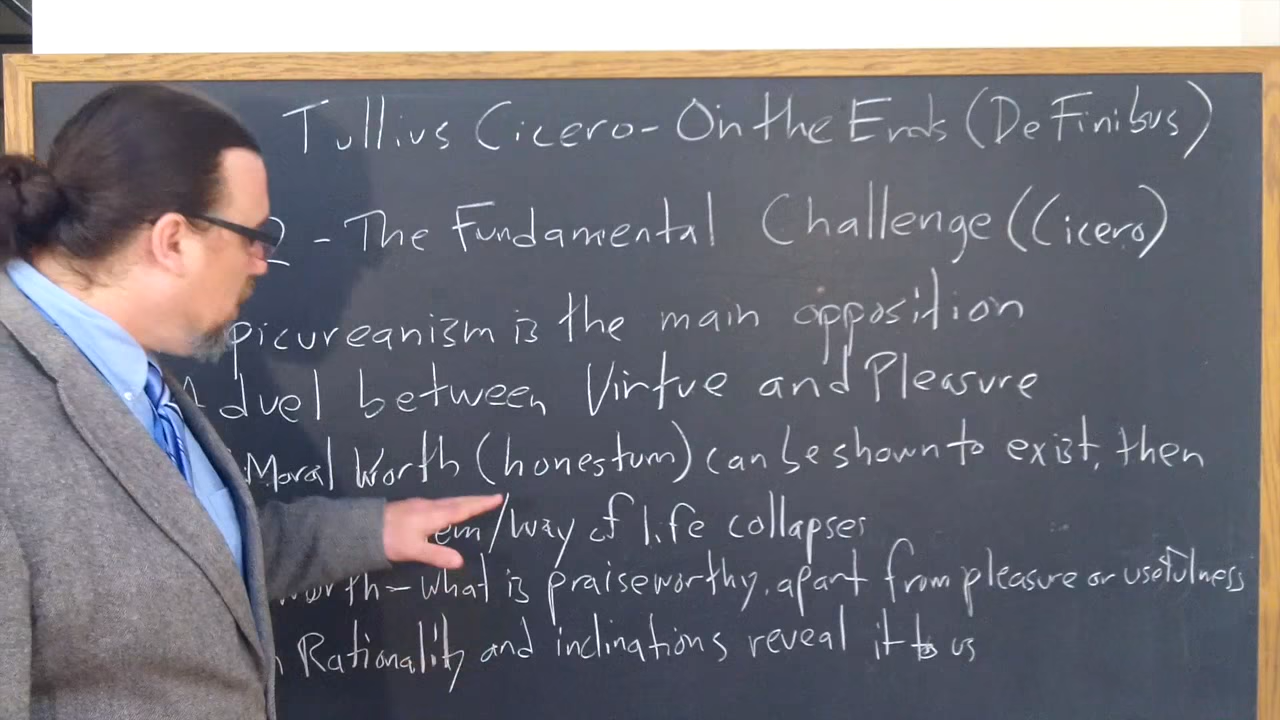 Tullius Cicero - On the Ends (De Finibus)
2 - The Fundamental Challenge (Cicero)
picureanism is the main opposition
A duel between Virtue and Pleasure
Moral Worth (honestum) can be shown to exist, then
em/way of life collapses
worth - what is praiseworthy, apart from pleasure or usefulness
n Rationality and inclinations reveal it to us